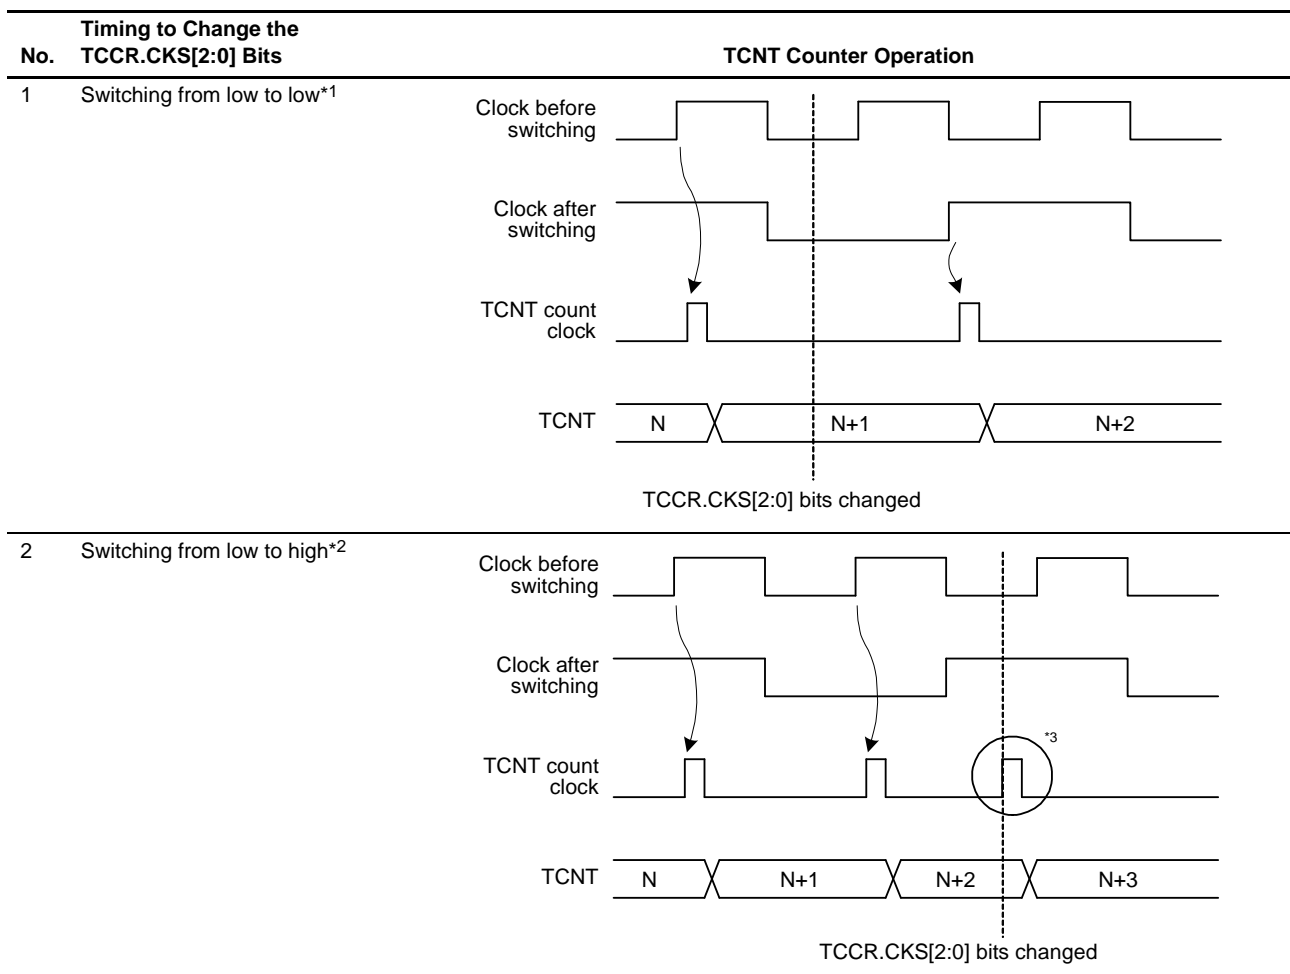 Timing to Change the
No. TCCR.CKS[2:0] Bits TCNT Counter Operation
1 Switching from low to low*1
Clock before
switching
Clock after
switching
TCNT count
clock
TCNT N N+1 N+2
TCCR.CKS[2:0] bits changed
2 Switching from low to high*2
Clock before
switching
Clock after
switching
*3
TCNT count
clock
TCNT N N+1 N+2 N+3
TCCR.CKS[2:0] bits changed